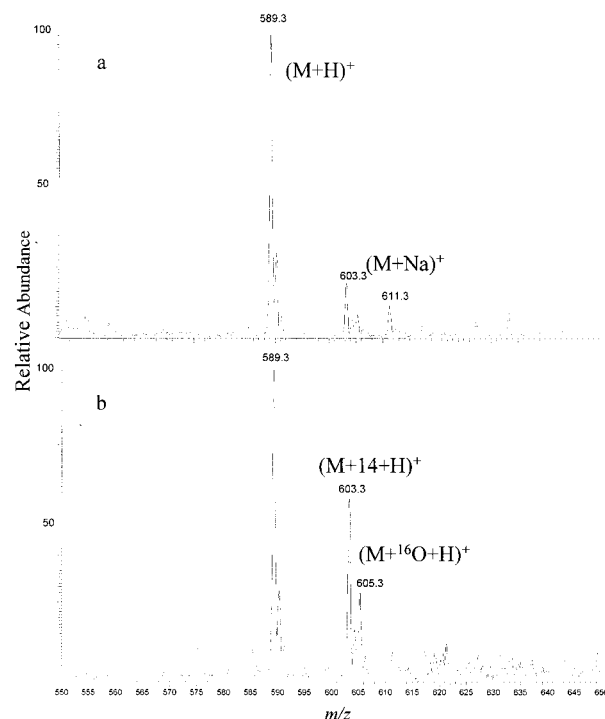 589.3
100
a
(M+H)⁺
50
(M+Na)⁺
603.3
611.3
Relative Abundance
589.3
100
b
(M+14+H)⁺
603.3
50
(M+¹⁶O+H)⁺
605.3
550 555 560 565 570 575 580 585 590 595 600 605 610 615 620 625 630 635 640 645
m/z